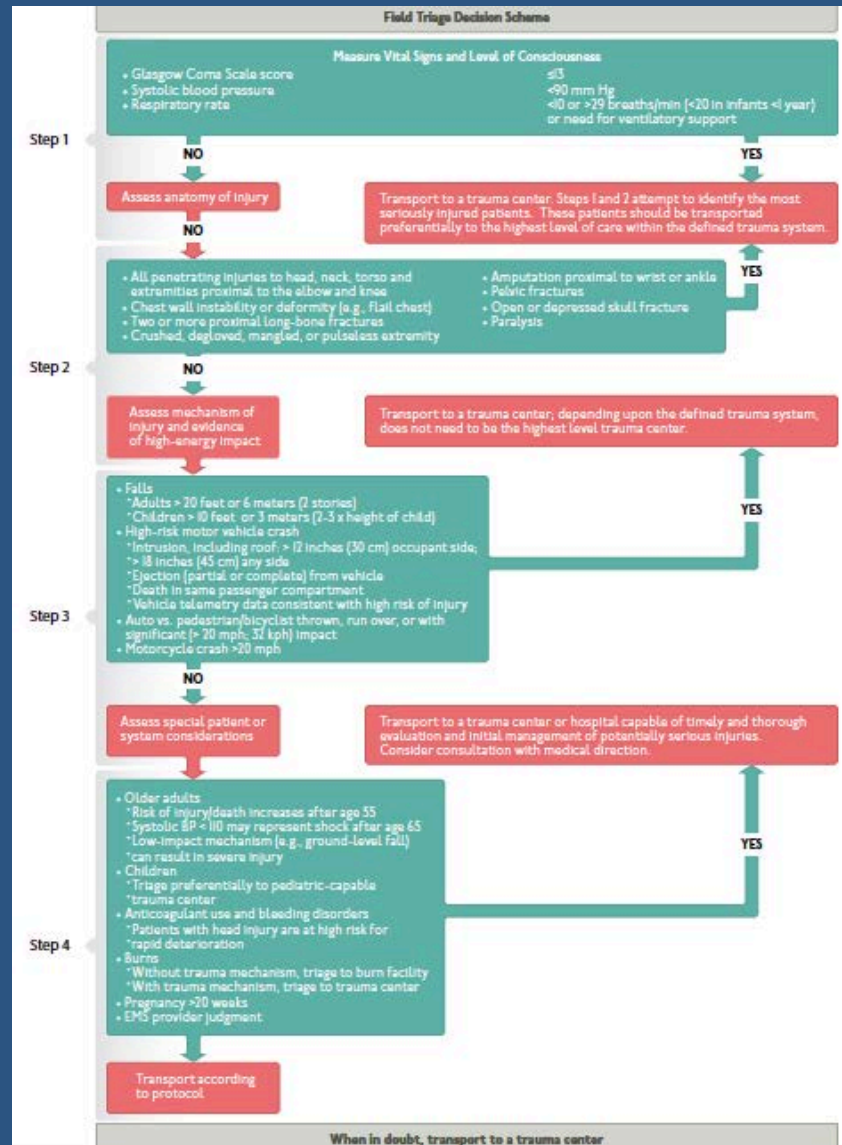 Field Triage Decision Scheme
Measure Vital Signs and Level of Consciousness
• Glasgow Coma Scale score ≤13
• Systolic blood pressure <90 mm Hg
• Respiratory rate <10 or >29 breaths/min (<20 in infants <1 year)
or need for ventilatory support
Step 1
NO YES
Assess anatomy of injury
Transport to a trauma center. Steps 1 and 2 attempt to identify the most
seriously injured patients. These patients should be transported
preferentially to the highest level of care within the defined trauma system.
NO
YES
• All penetrating injuries to head, neck, torso and
extremities proximal to the elbow and knee
• Chest wall instability or deformity (e.g., flail chest)
• Two or more proximal long-bone fractures
• Crushed, degloved, mangled, or pulseless extremity
• Amputation proximal to wrist or ankle
• Pelvic fractures
• Open or depressed skull fracture
• Paralysis
Step 2
NO
Assess mechanism of
injury and evidence
of high-energy impact
Transport to a trauma center; depending upon the defined trauma system,
does not need to be the highest level trauma center.
• Falls
*Adults > 20 feet or 6 meters (2 stories)
*Children > 10 feet or 3 meters (2-3 x height of child)
• High-risk motor vehicle crash
*Intrusion, including roof: > 12 inches (30 cm) occupant side;
*> 18 inches (45 cm) any side
*Ejection (partial or complete) from vehicle
*Death in same passenger compartment
*Vehicle telemetry data consistent with high risk of injury
• Auto vs. pedestrian/bicyclist thrown, run over, or with
significant (> 20 mph; 32 kph) impact
• Motorcycle crash >20 mph
YES
Step 3
NO
Assess special patient or
system considerations
Transport to a trauma center or hospital capable of timely and thorough
evaluation and initial management of potentially serious injuries.
Consider consultation with medical direction.
• Older adults
*Risk of injury/death increases after age 55
*Systolic BP < 110 may represent shock after age 65
*Low-impact mechanism (e.g., ground-level fall)
*can result in severe injury
• Children
*Triage preferentially to pediatric-capable
*trauma center
• Anticoagulant use and bleeding disorders
*Patients with head injury are at high risk for
*rapid deterioration
• Burns
*Without trauma mechanism, triage to burn facility
*With trauma mechanism, triage to trauma center
• Pregnancy >20 weeks
• EMS provider judgment
YES
Step 4
Transport according
to protocol
When in doubt, transport to a trauma center